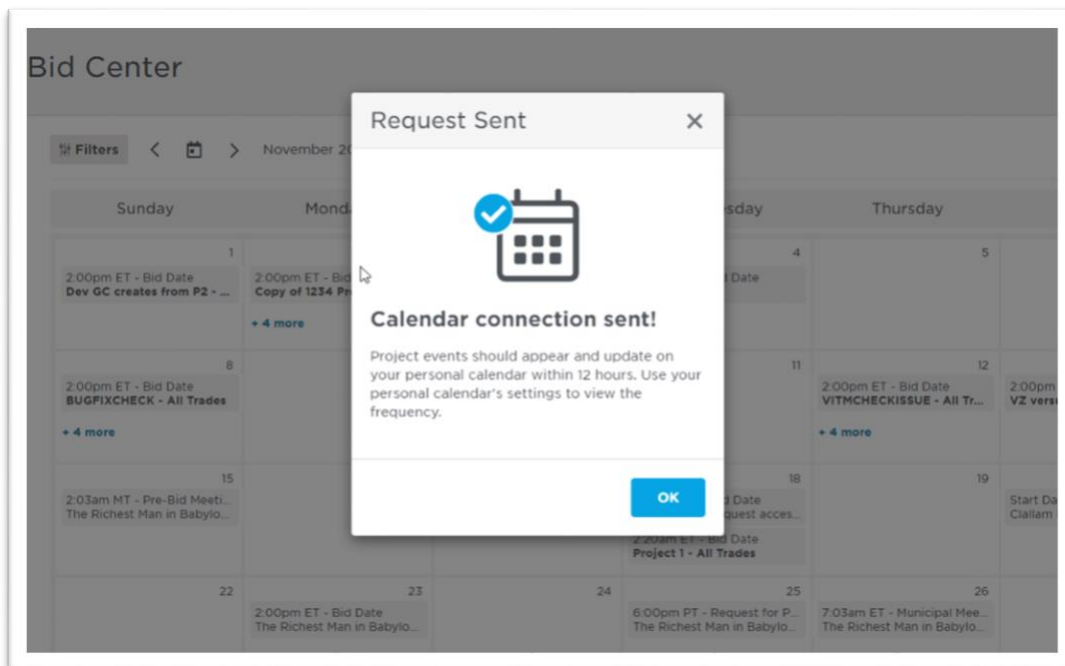 Bid Center
Request Sent
Filters
November 20
Sunday
Mond
sday
Thursday
1
4
5
2:00pm ET - Bid Date
Dev GC creates from P2 - ...
2:00pm ET - Bid
Copy of 1234 Pr
+ 4 more
d Date
Calendar connection sent!
Project events should appear and update on
your personal calendar within 12 hours. Use your
personal calendar's settings to view the
frequency.
8
11
12
2:00pm ET - Bid Date
BUGFIXCHECK - All Trades
+ 4 more
2:00pm ET - Bid Date
VITMCHECKISSUE - All Tr...
+ 4 more
2:00pm
VZ vers
OK
15
18
19
2:03am MT - Pre-Bid Meeti...
The Richest Man in Babylo...
d Date
quest acces...
2:20am ET - Bid Date
Project 1 - All Trades
Start Da
Clallam
22
23
24
25
26
2:00pm ET - Bid Date
The Richest Man in Babylo...
6:00pm PT - Request for P...
The Richest Man in Babylo...
7:03am ET - Municipal Mee...
The Richest Man in Babylo...